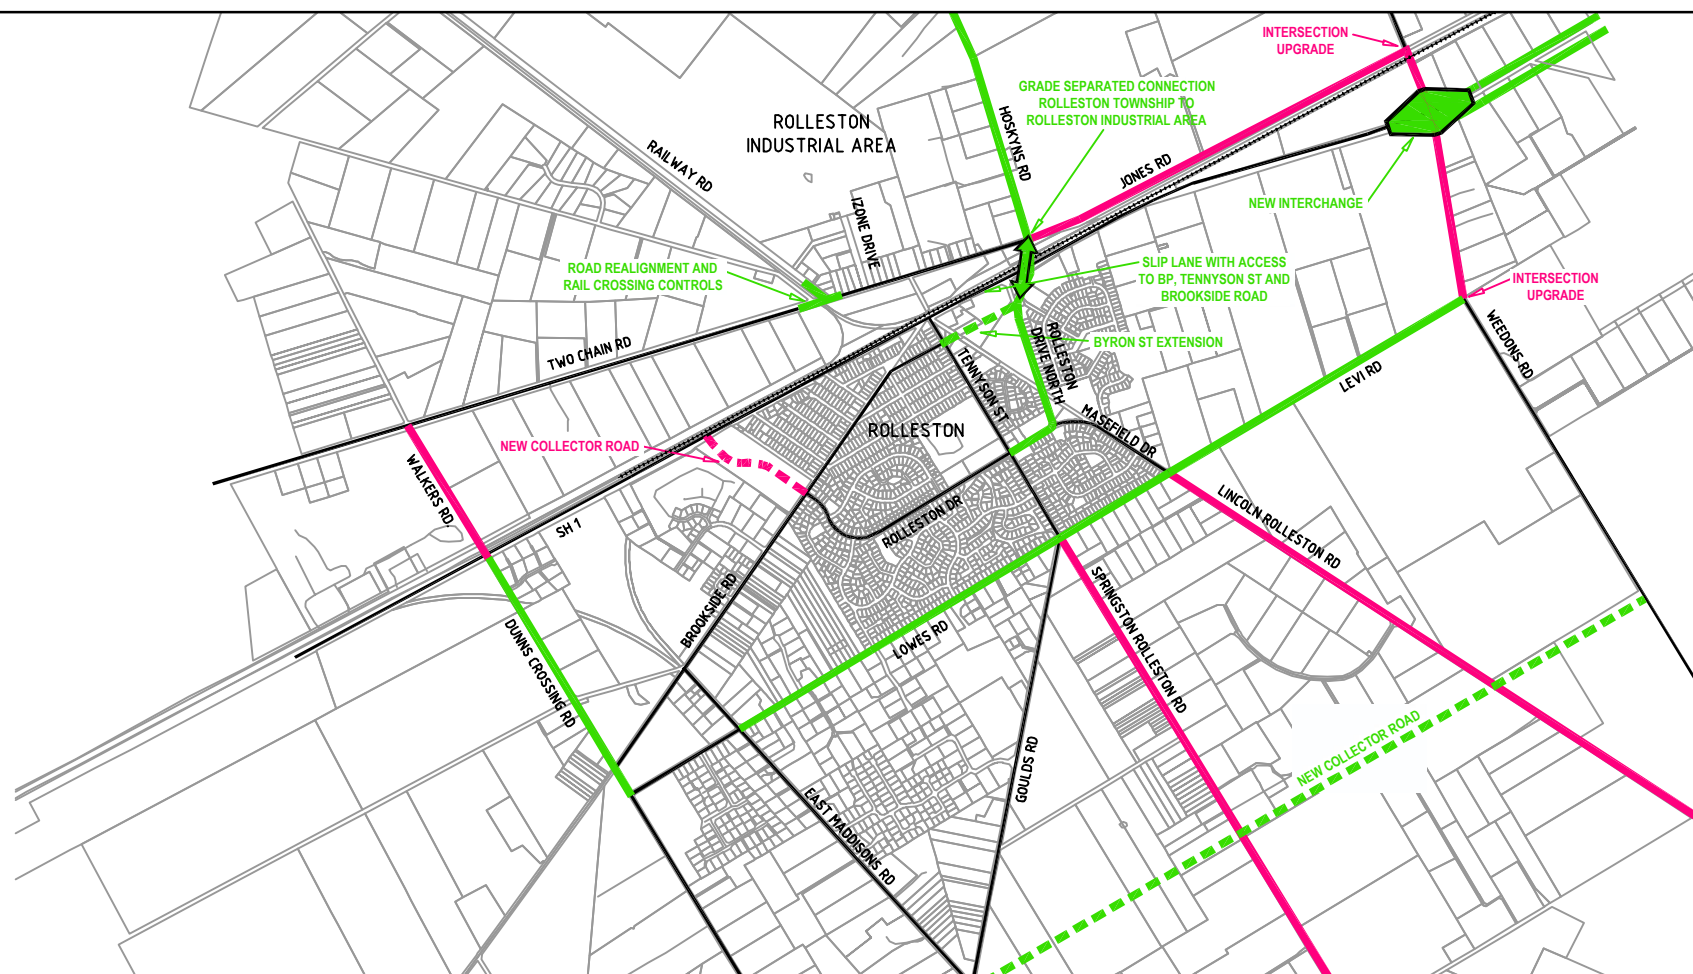 INTERSECTION
UPGRADE
GRADE SEPARATED CONNECTION
ROLLESTON TOWNSHIP TO
ROLLESTON INDUSTRIAL AREA
ROLLESTON
INDUSTRIAL AREA
HOSKYNS RD
RAILWAY RD
JONES RD
IZONE DRIVE
NEW INTERCHANGE
ROAD REALIGNMENT AND
RAIL CROSSING CONTROLS
SLIP LANE WITH ACCESS
TO BP, TENNYSON ST AND
BROOKSIDE ROAD
INTERSECTION
UPGRADE
BYRON ST EXTENSION
TWO CHAIN RD
ROLLESTON
DRIVE NORTH
TENNYSON ST
WEEDONS RD
LEVI RD
MASEFIELD DR
ROLLESTON
NEW COLLECTOR ROAD
WALKERS RD
SH 1
ROLLESTON DR
LINCOLN ROLLESTON RD
BROOKSIDE RD
LOWES RD
DUNNS CROSSING RD
SPRINGSTON ROLLESTON RD
GOULDS RD
NEW COLLECTOR ROAD
EAST MADDISONS RD